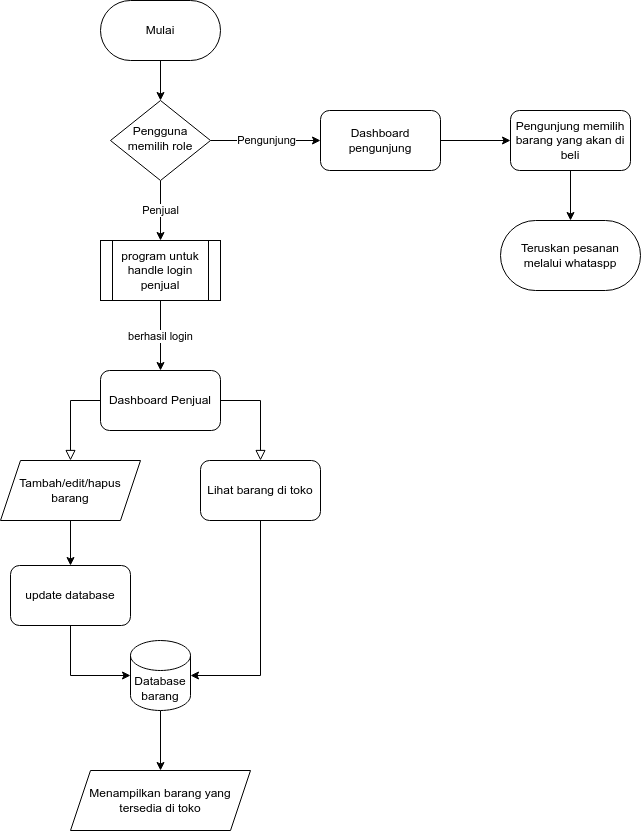 Mulai
Pengguna
memilih role
Pengunjung
Dashboard
pengunjung
Pengunjung memilih
barang yang akan di
beli
Teruskan pesanan
melalui whataspp
Penjual
program untuk
handle login
penjual
berhasil login
Dashboard Penjual
Tambah/edit/hapus
barang
Lihat barang di toko
update database
Database
barang
Menampilkan barang yang
tersedia di toko